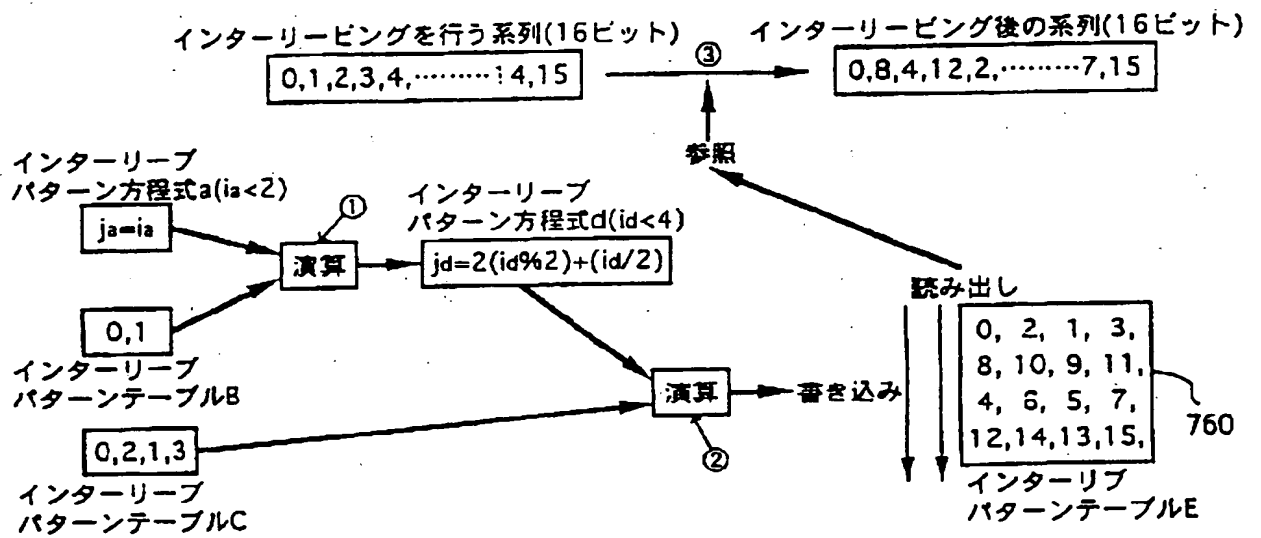 インターリービングを行う系列(16ビット)
0,1,2,3,4,………14,15
③
インターリービング後の系列(16ビット)
0,8,4,12,2,………7,15
参照
インターリーブ
パターン方程式a(ia<2)
ja=ia
①
演算
インターリーブ
パターン方程式d(id<4)
jd=2(id%2)+(id/2)
0,1
インターリーブ
パターンテーブルB
0,2,1,3
インターリーブ
パターンテーブルC
演算
②
書き込み
読み出し
0, 2, 1, 3,
8, 10, 9, 11,
4, 6, 5, 7,
12,14,13,15,
760
インターリブ
パターンテーブルE